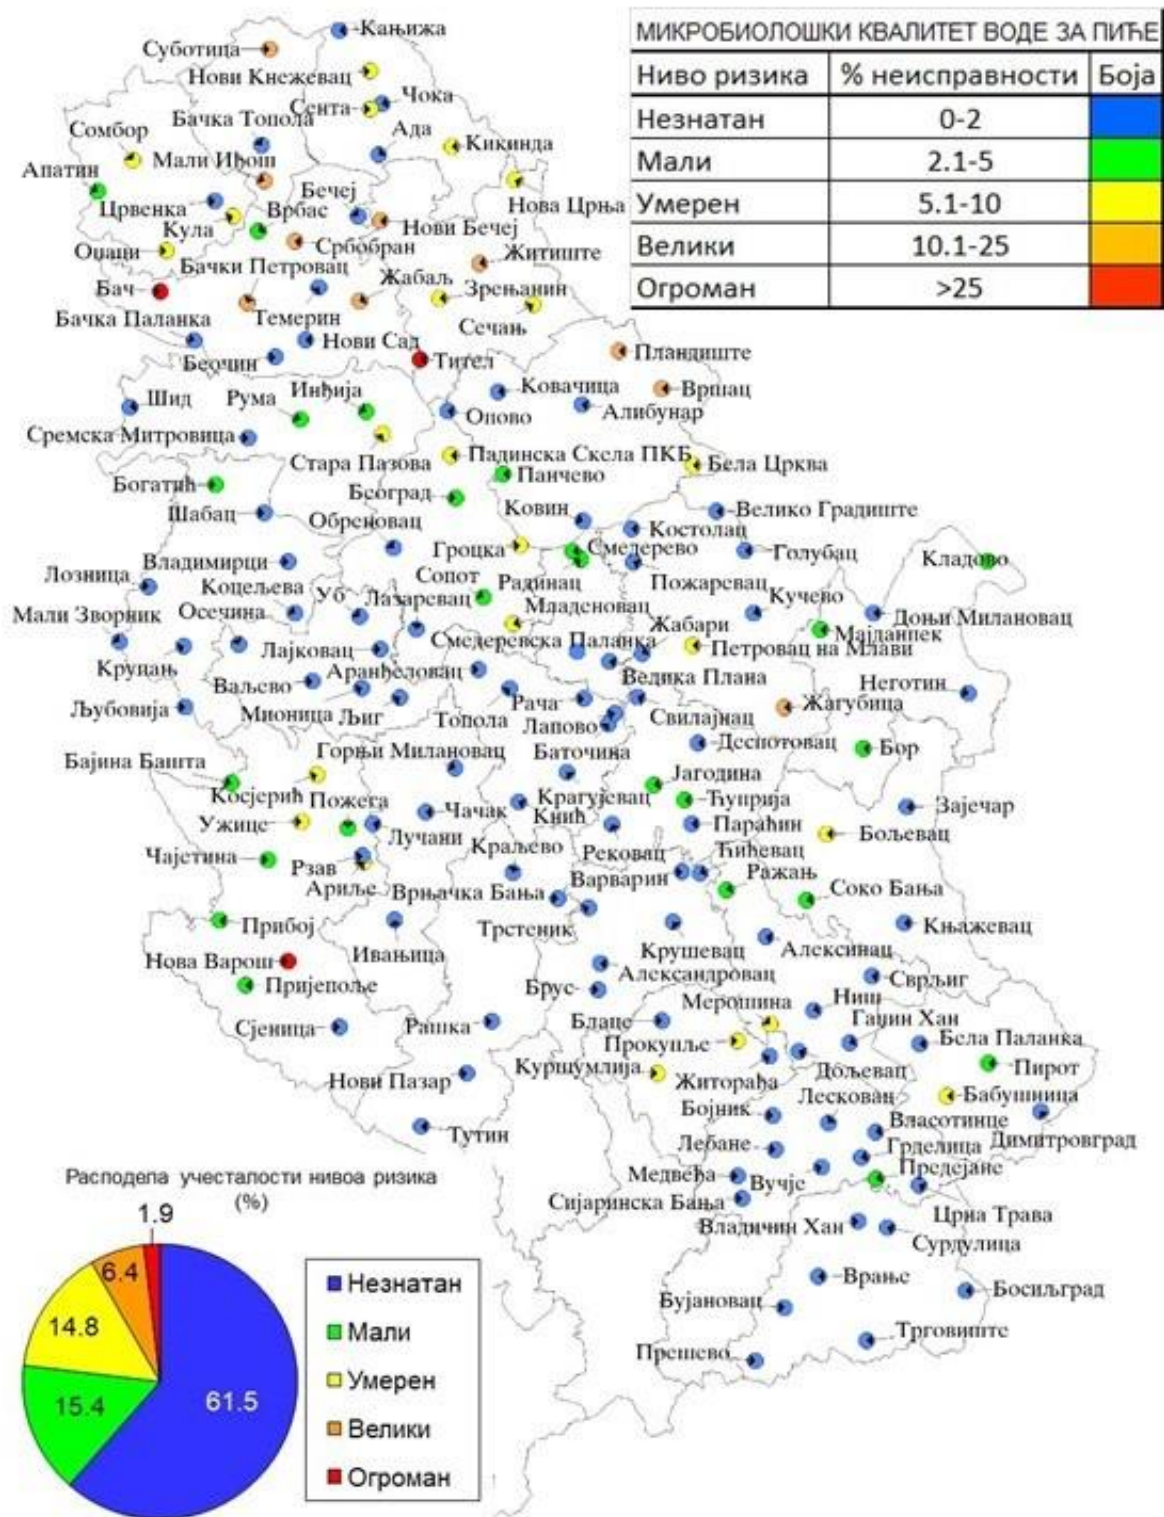 МИКРОБИОЛОШКИ КВАЛИТЕТ ВОДЕ ЗА ПИЋЕ
Ниво ризика % неисправности Боја
Незнатан 0-2
Мали 2.1-5
Умерен 5.1-10
Велики 10.1-25
Огроман >25
Кањижа
Суботица
Нови Кнежевац
Чока
Сента
Бачка Топола
Сомбор
Ада
Кикинда
Мали Иђош
Апатин
Бечеј
Нова Црња
Црвенка
Врбас
Кула
Нови Бечеј
Србобран
Оџаци
Житиште
Бачки Петровац
Жабаљ
Бач
Зрењанин
Бачка Паланка
Темерин
Сечањ
Нови Сад
Беочин
Тител
Пландиште
Ковачица
Вршац
Шид
Рума
Инђија
Опово
Алибунар
Сремска Митровица
Стара Пазова
Падинска Скела ПКБ
Бела Црква
Панчево
Богатић
Београд
Шабац
Обреновац
Ковин
Велико Градиште
Костолац
Гроцка
Смедерево
Голубац
Владимирци
Кладово
Лозница
Коцељева
Сопот
Радинац
Пожаревац
Мали Зворник
Осечина
Уб
Лазаревац
Младеновац
Кучево
Доњи Милановац
Смедеревска Паланка
Жабари
Мајданпек
Крупањ
Лајковац
Петровац на Млави
Аранђеловац
Велика Плана
Ваљево
Неготин
Љубовија
Мионица
Љиг
Топола
Рача
Свилајнац
Жагубица
Лапово
Горњи Милановац
Баточина
Деспотовац
Бор
Бајина Башта
Јагодина
Косјерић
Пожега
Крагујевац
Ћуприја
Зајечар
Ужице
Чачак
Кнић
Параћин
Бољевац
Лучани
Чајетина
Краљево
Рековац
Ћићевац
Рзав
Варварин
Ражањ
Ариље
Врњачка Бања
Соко Бања
Прибој
Трстеник
Књажевац
Ивањица
Крушевац
Алексинац
Нова Варош
Александровац
Пријепоље
Брус
Сврљиг
Мерошина
Ниш
Сјеница
Рашка
Блаце
Гаџин Хан
Прокупље
Бела Паланка
Куршумлија
Пирот
Нови Пазар
Житорађа
Дољевац
Бабушница
Лесковац
Бојник
Власотинце
Тутин
Димитровград
Лебане
Грделица
Предејане
Медвеђа
Вучје
Сијаринска Бања
Црна Трава
Владичин Хан
Сурдулица
Врање
Босиљград
Бујановац
Трговиште
Прешево
Расподела учесталости нивоа ризика
(%)
1.9
6.4
14.8
15.4
61.5
Незнатан
Мали
Умерен
Велики
Огроман